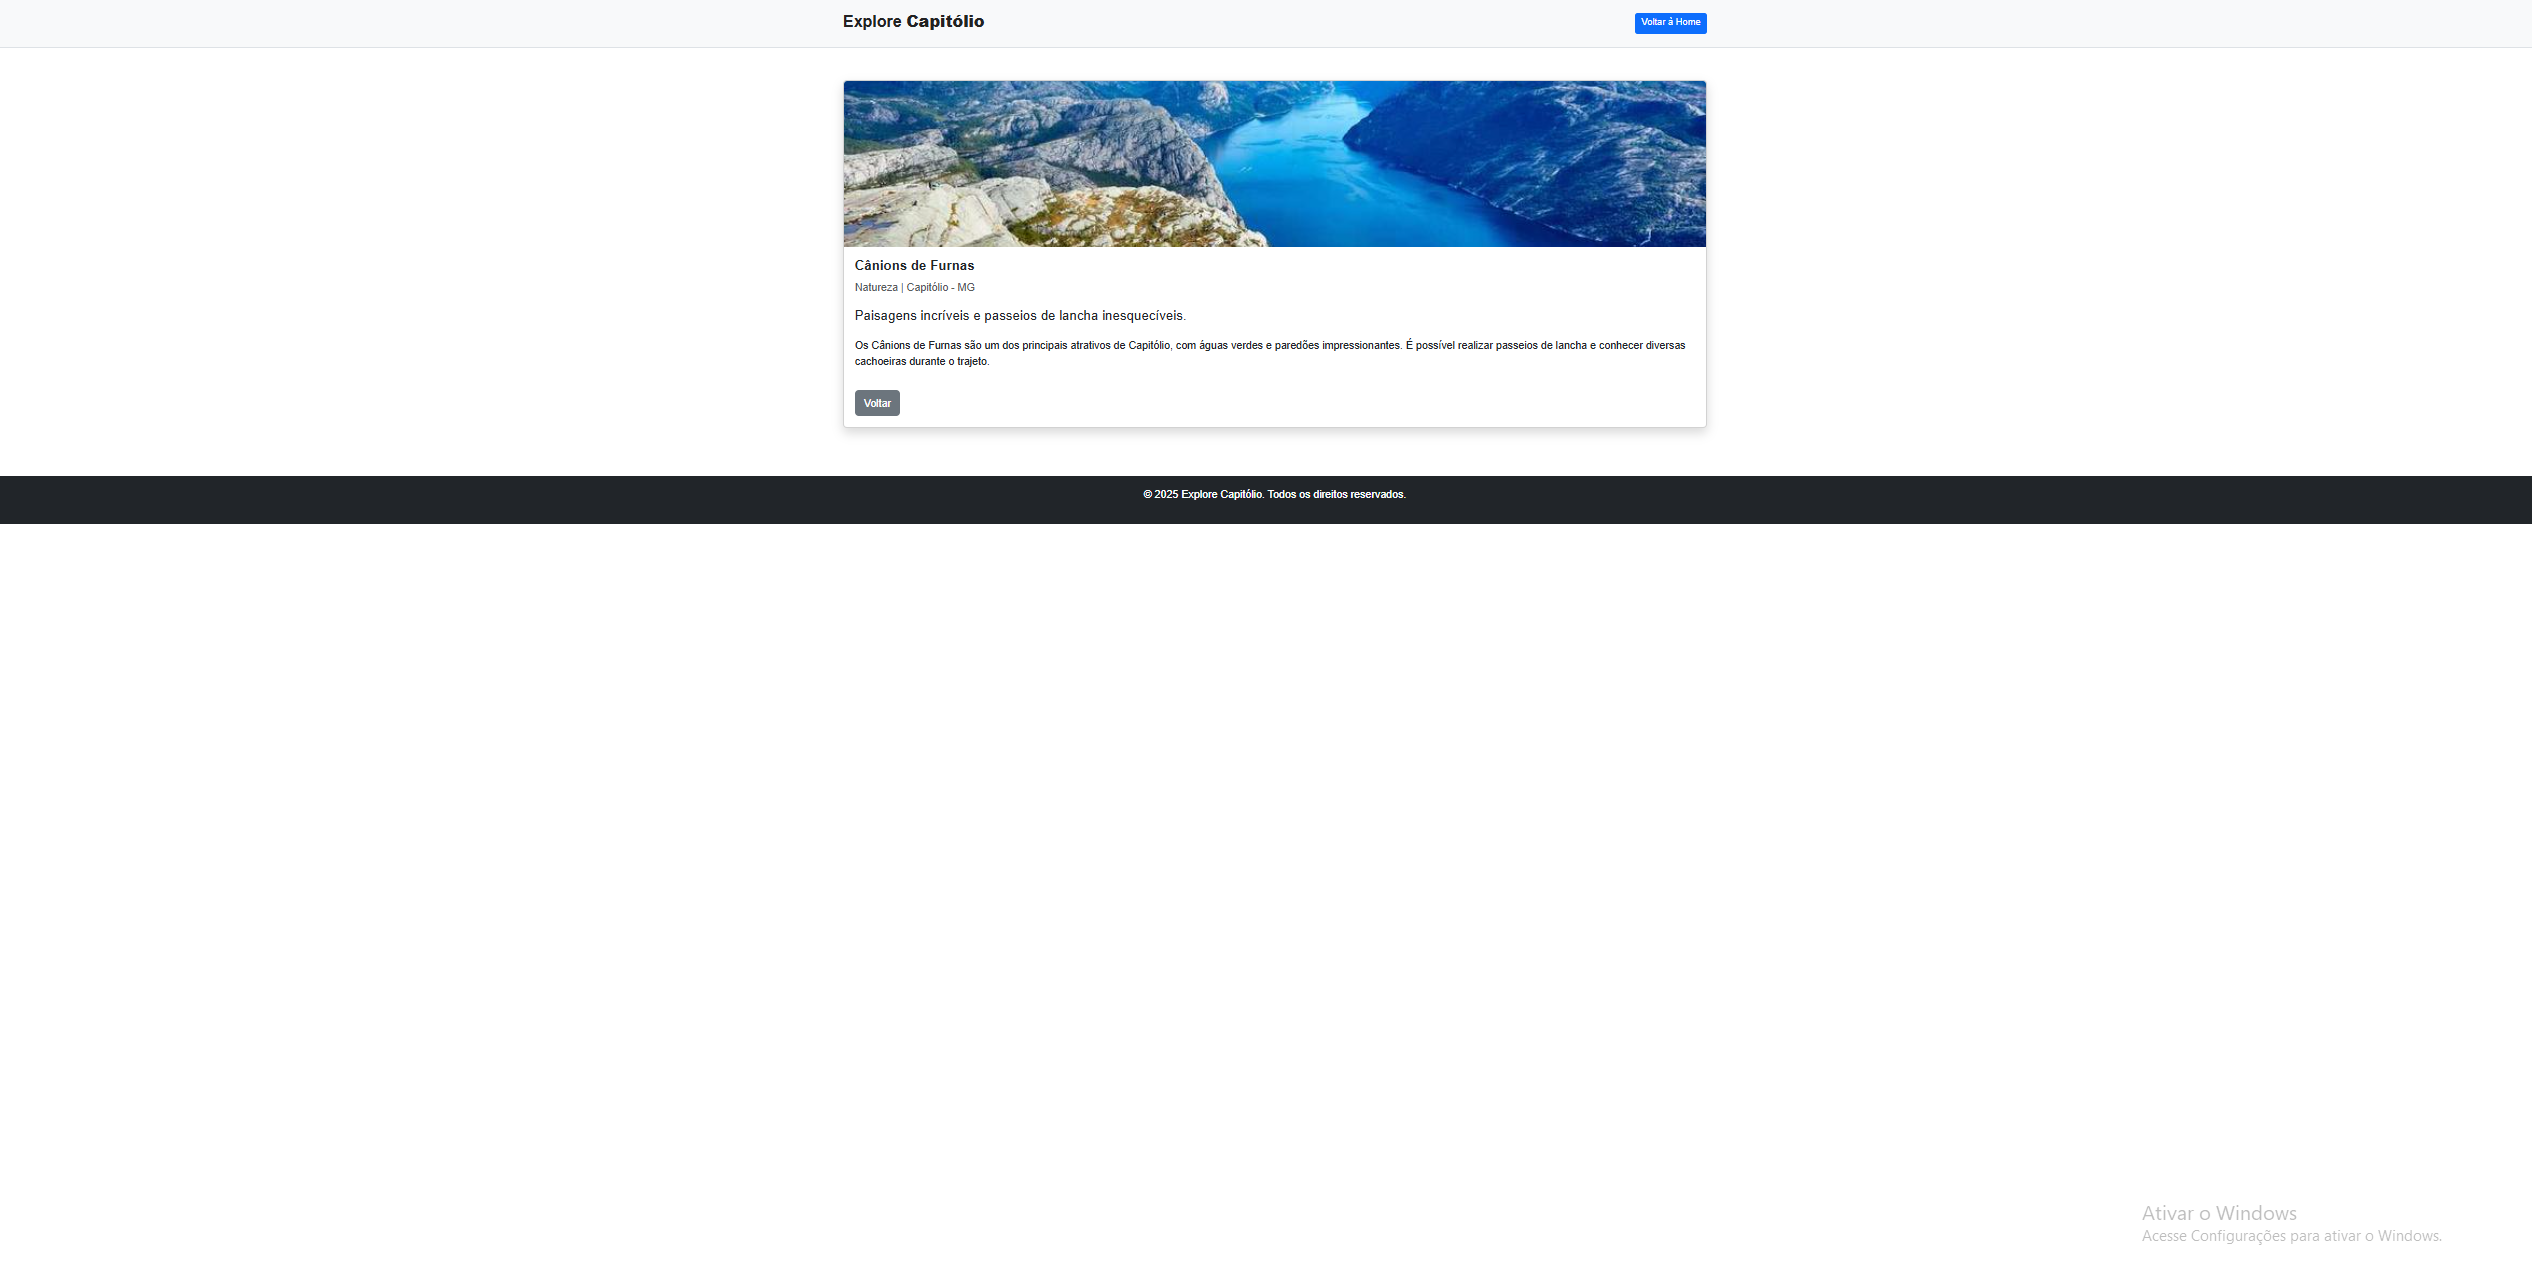 Explore Capitólio
Voltar à Home
Cânions de Furnas
Natureza | Capitólio - MG
Paisagens incríveis e passeios de lancha inesquecíveis.
Os Cânions de Furnas são um dos principais atrativos de Capitólio, com águas verdes e paredões impressionantes. É possível realizar passeios de lancha e conhecer diversas
cachoeiras durante o trajeto.
Voltar
© 2025 Explore Capitólio. Todos os direitos reservados.
Ativar o Windows
Acesse Configurações para ativar o Windows.